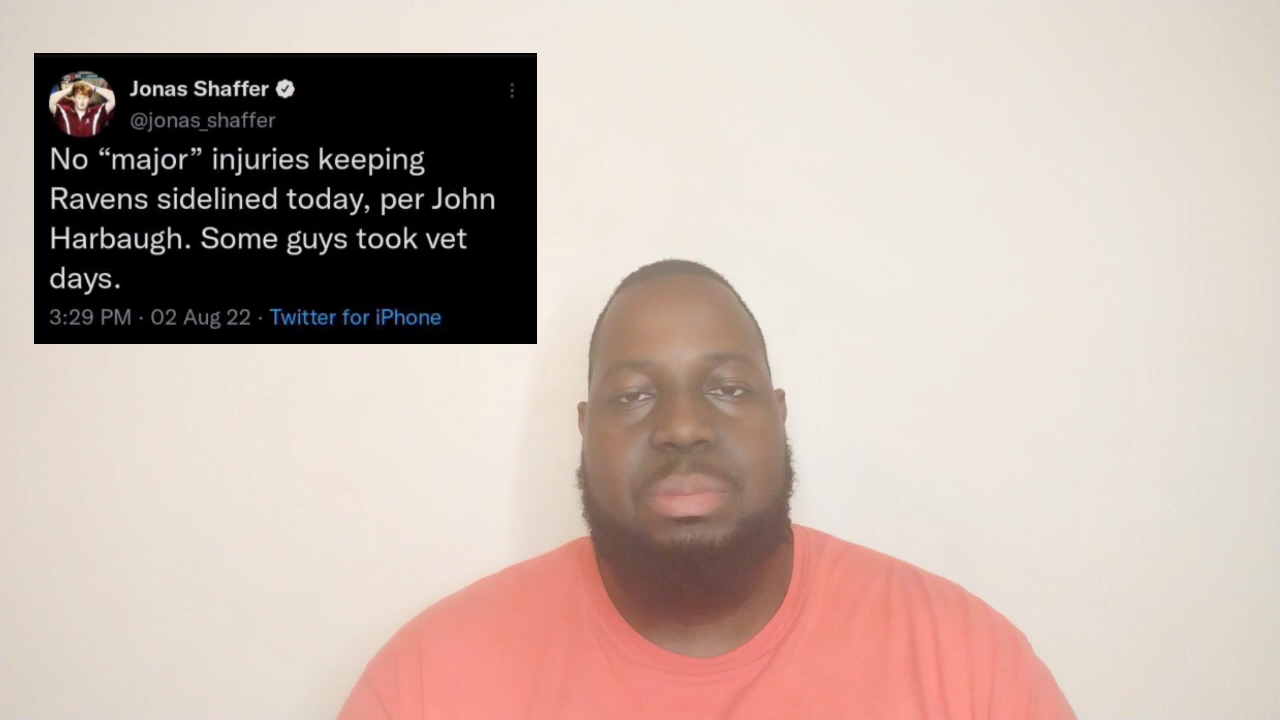 Jonas Shaffer
@jonas_shaffer
No “major” injuries keeping
Ravens sidelined today, per John
Harbaugh. Some guys took vet
days.
3:29 PM · 02 Aug 22 · Twitter for iPhone